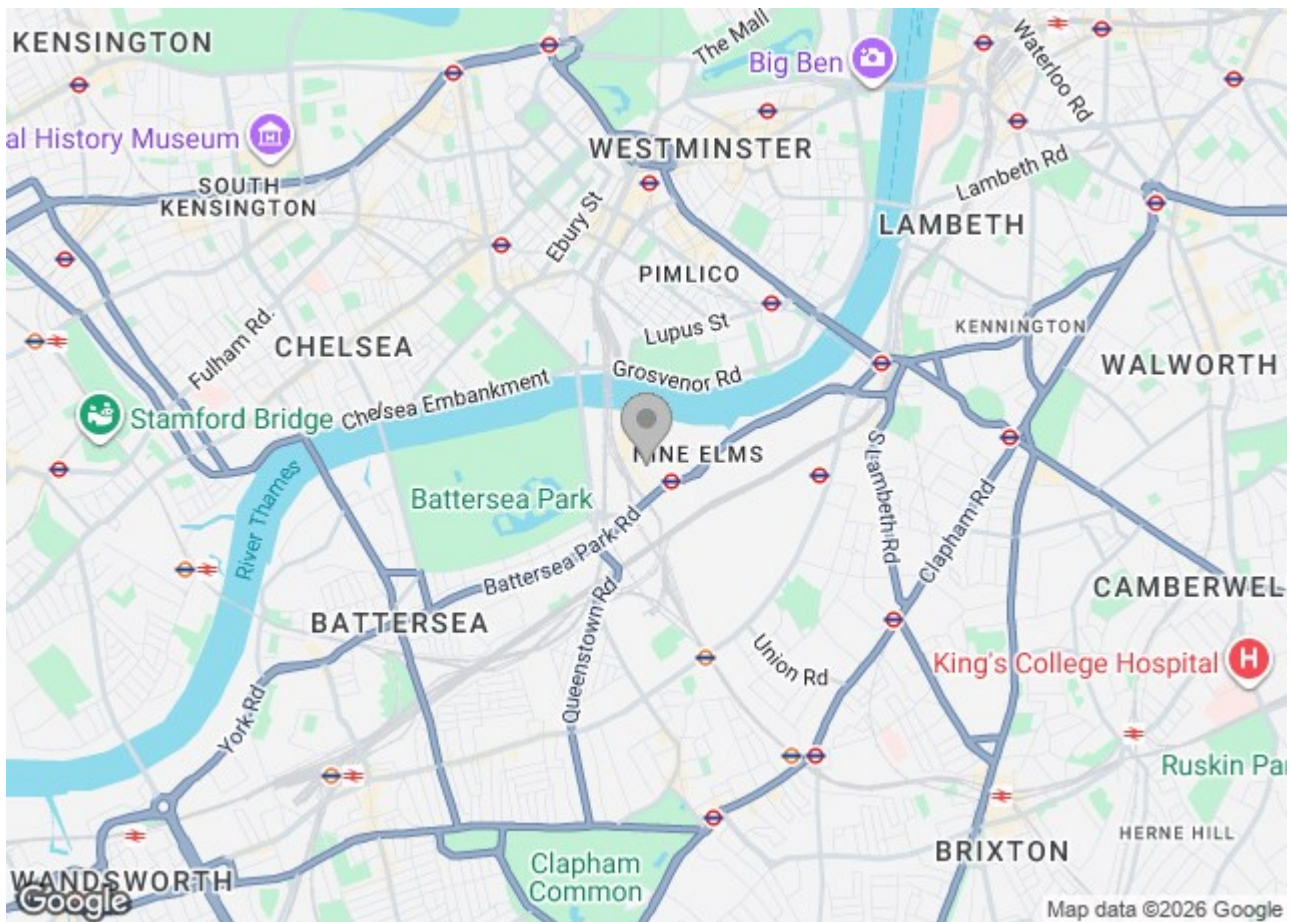 KENSINGTON
The Mall
Big Ben
Waterloo Rd
al History Museum
WESTMINSTER
SOUTH
KENSINGTON
Lambeth Rd
Ebury St
LAMBETH
PIMLICO
Lupus St
KENNINGTON
Fulham Rd.
CHELSEA
WALWORTH
Grosvenor Rd
Chelsea Embankment
Stamford Bridge
NINE ELMS
S Lambeth Rd
Clapham Rd
Battersea Park
River Thames
Battersea Park Rd
CAMBERWEL
BATTERSEA
Queenstown Rd
Union Rd
King's College Hospital
H
York Rd
Ruskin Par
HERNE HILL
BRIXTON
Clapham
Common
WANDSWORTH
Google
Map data ©2026 Google